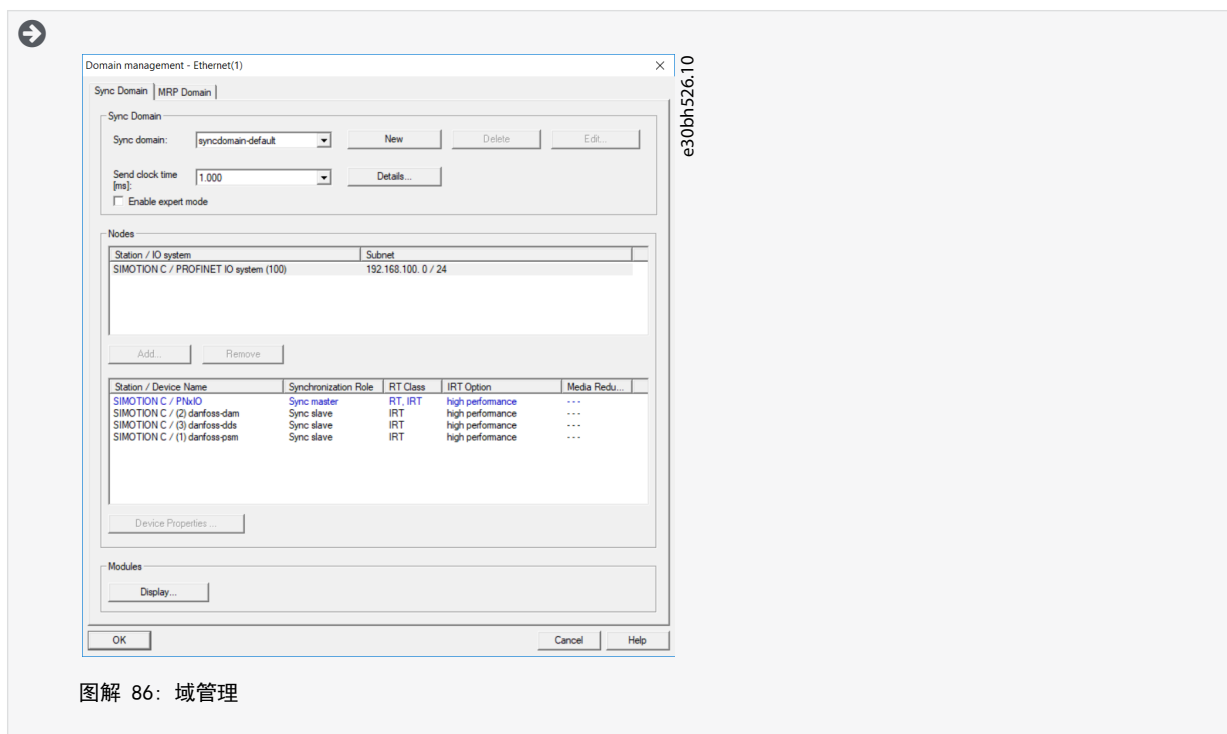 Domain management - Ethernet(1)
e30bh526.10
Sync Domain MRP Domain
Sync Domain
Sync domain: syncdomain-default New Delete Edit...
Send clock time [ms]: 1.000 Details...
Enable expert mode
Nodes
Station / IO system Subnet
SIMOTION C / PROFINET IO system (100) 192.168.100. 0 / 24
Add... Remove
Station / Device Name Synchronization Role RT Class IRT Option Media Redu...
SIMOTION C / PNxIO Sync master RT, IRT high performance ---
SIMOTION C / (2) danfoss-dam Sync slave IRT high performance ---
SIMOTION C / (3) danfoss-dds Sync slave IRT high performance ---
SIMOTION C / (1) danfoss-psm Sync slave IRT high performance ---
Device Properties ...
Modules
Display...
OK Cancel Help
图解 86: 域管理